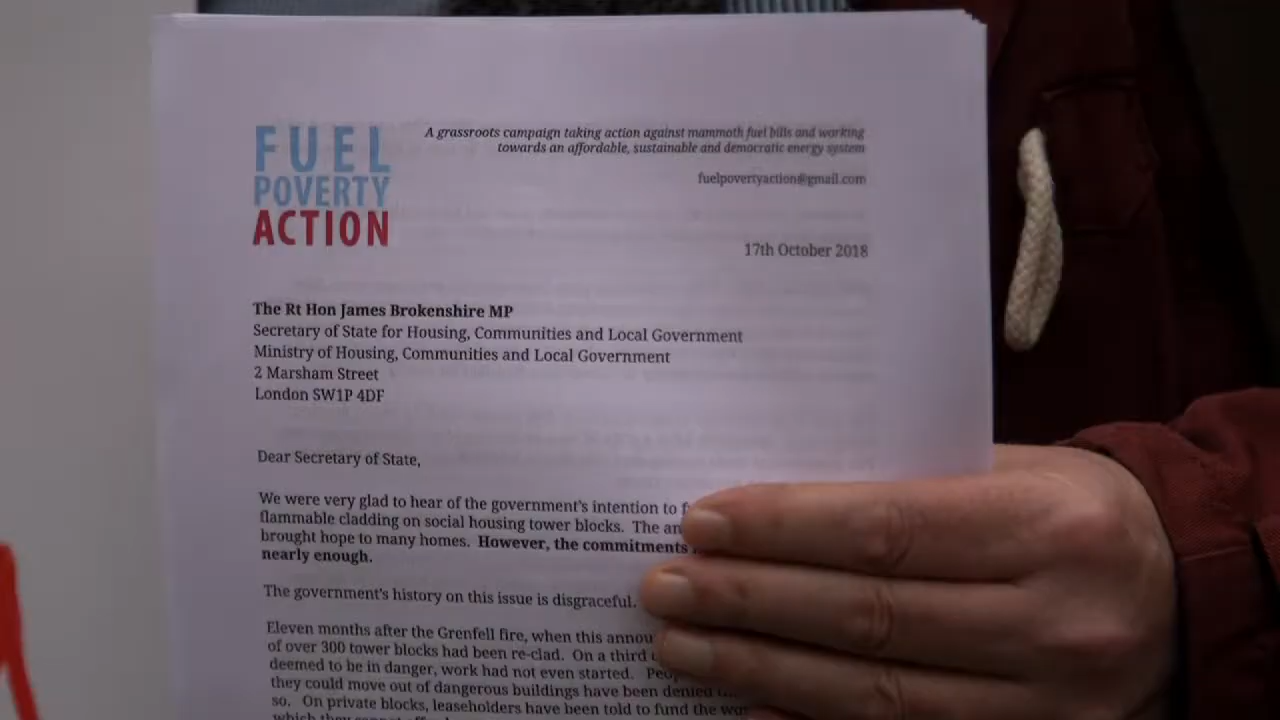 FUEL
POVERTY
ACTION
A grassroots campaign taking action against mammoth fuel bills and working
towards an affordable, sustainable and democratic energy system
fuelpovertyaction@gmail.com
17th October 2018
The Rt Hon James Brokenshire MP
Secretary of State for Housing, Communities and Local Government
Ministry of Housing, Communities and Local Government
2 Marsham Street
London SW1P 4DF
Dear Secretary of State,
We were very glad to hear of the government's intention to
flammable cladding on social housing tower blocks. The
brought hope to many homes. However, the commitments
nearly enough.
The government's history on this issue is disgraceful.
Eleven months after the Grenfell fire, when this
of over 300 tower blocks had been re-clad. On a third
deemed to be in danger, work had not even started.
they could move out of dangerous buildings have been denied
so. On private blocks, leaseholders have been told to fund the
which they